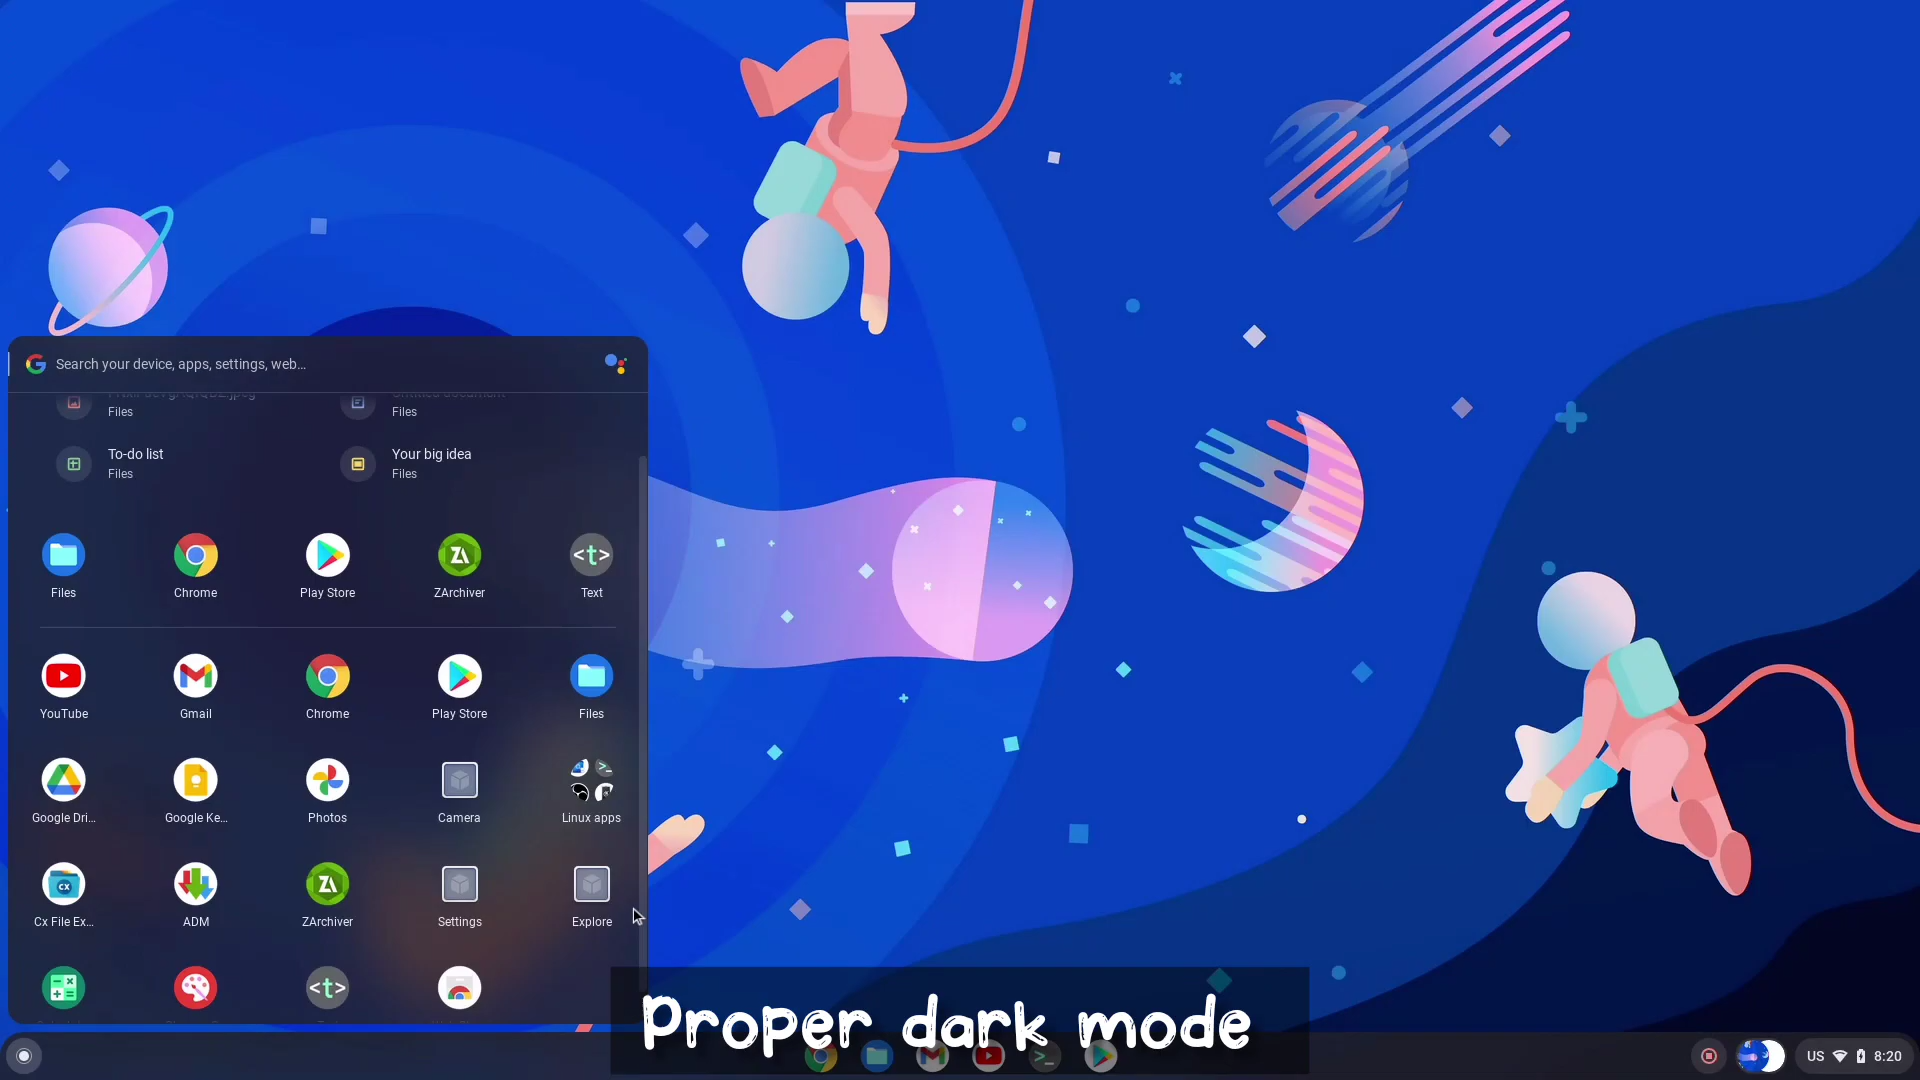 Search your device, apps, settings, web...
Files
Files
To-do list
Files
Your big idea
Files
Files
Chrome
Play Store
ZArchiver
<t>
Text
YouTube
Gmail
Chrome
Play Store
Files
Google Dri...
Google Ke...
Photos
Camera
Linux apps
cx
Cx File Ex...
ADM
ZA
ZArchiver
Settings
Explore
<t>
Proper dark mode
US
8:20